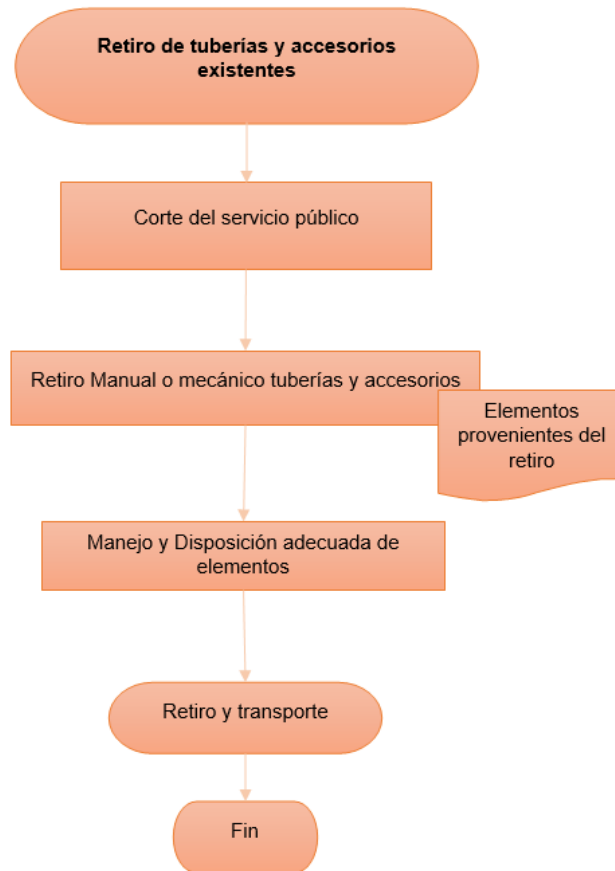 Retiro de tuberías y accesorios
existentes
Corte del servicio público
Retiro Manual o mecánico tuberías y accesorios
Elementos
provenientes del
retiro
Manejo y Disposición adecuada de
elementos
Retiro y transporte
Fin